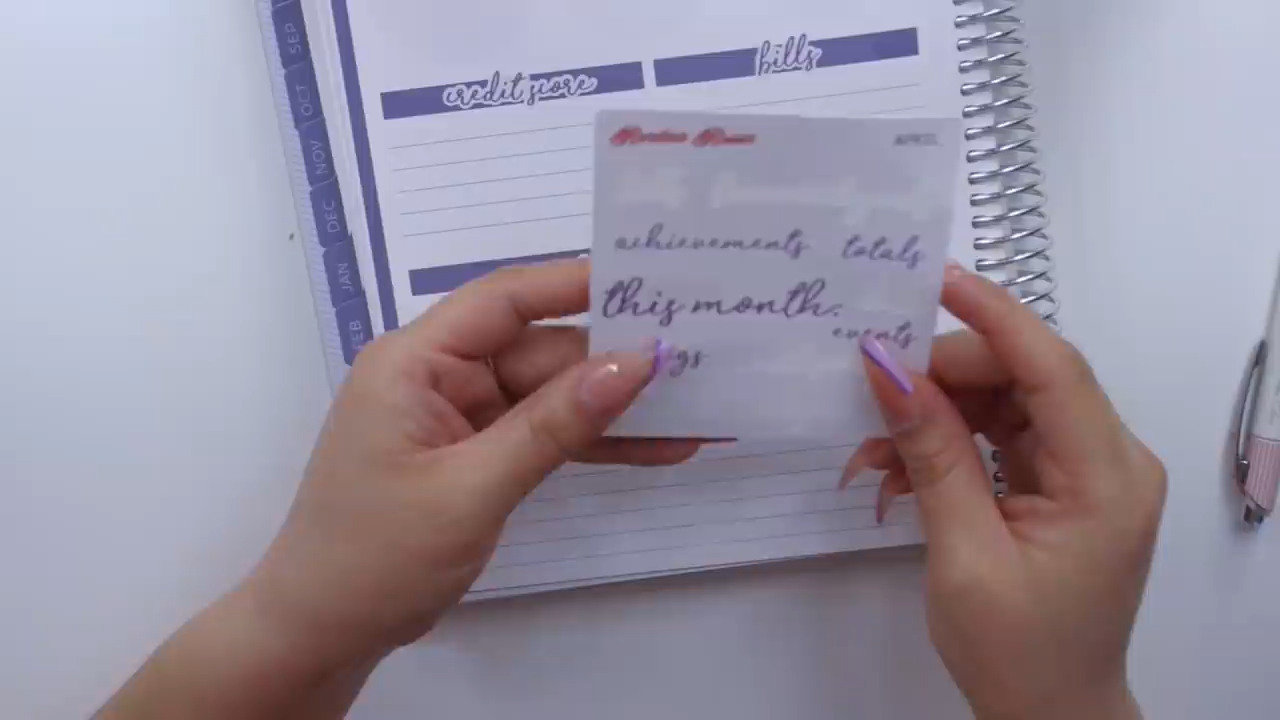 SEP
OCT
NOV
DEC
JAN
FEB
credit score
bills
APRIL
achievements totals
this month:
events